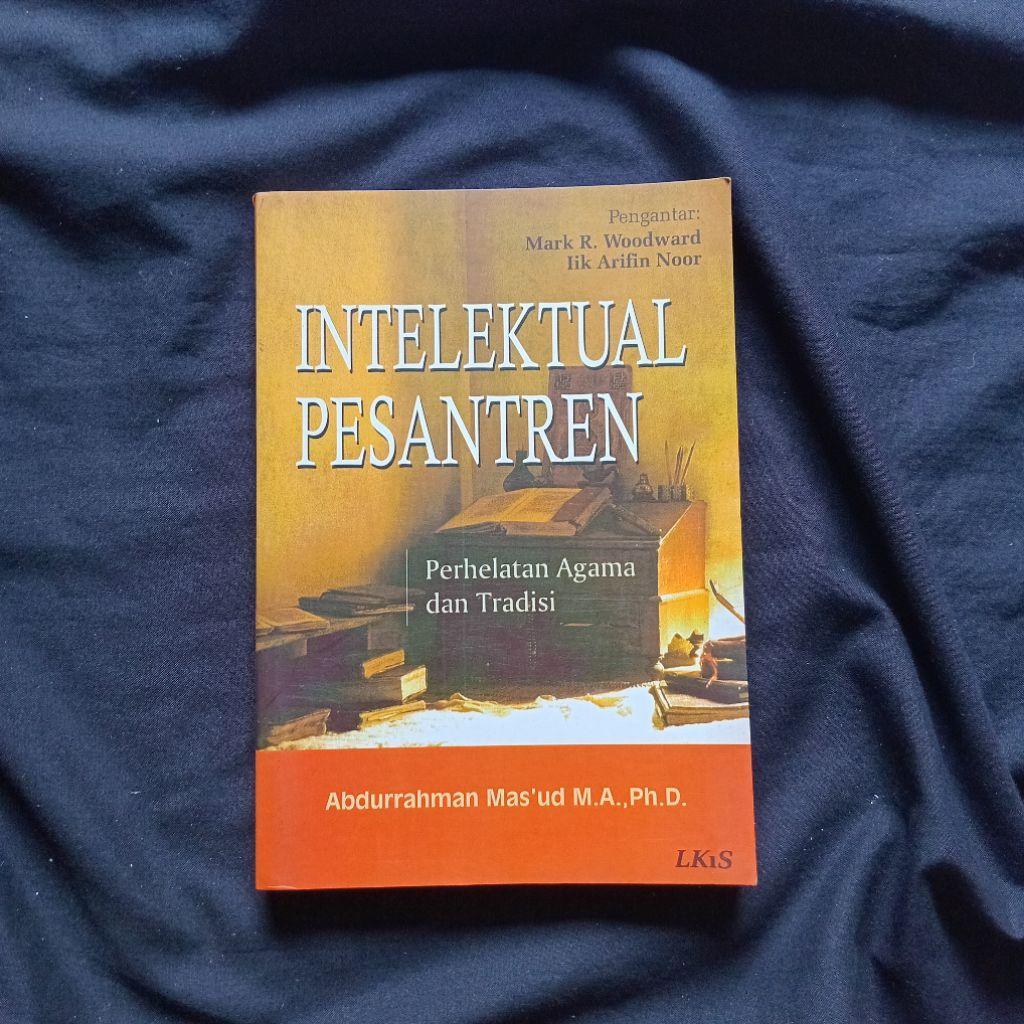 Pengantar:
Mark R. Woodward
Iik Arifin Noor
INTELEKTUAL
PESANTREN
Perhelatan Agama
dan Tradisi
Abdurrahman Mas'ud M.A.,Ph.D.
LKiS